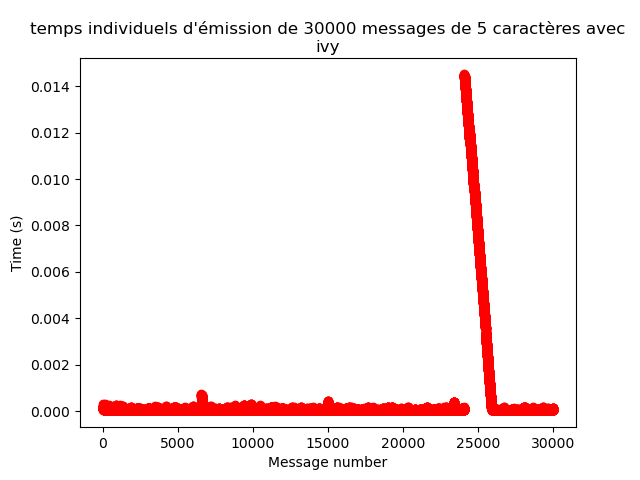 temps individuels d'émission de 30000 messages de 5 caractères avec
ivy
0.014
0.012
0.010
0.008
0.006
0.004
0.002
0.000
Time (s)
0 5000 10000 15000 20000 25000 30000
Message number